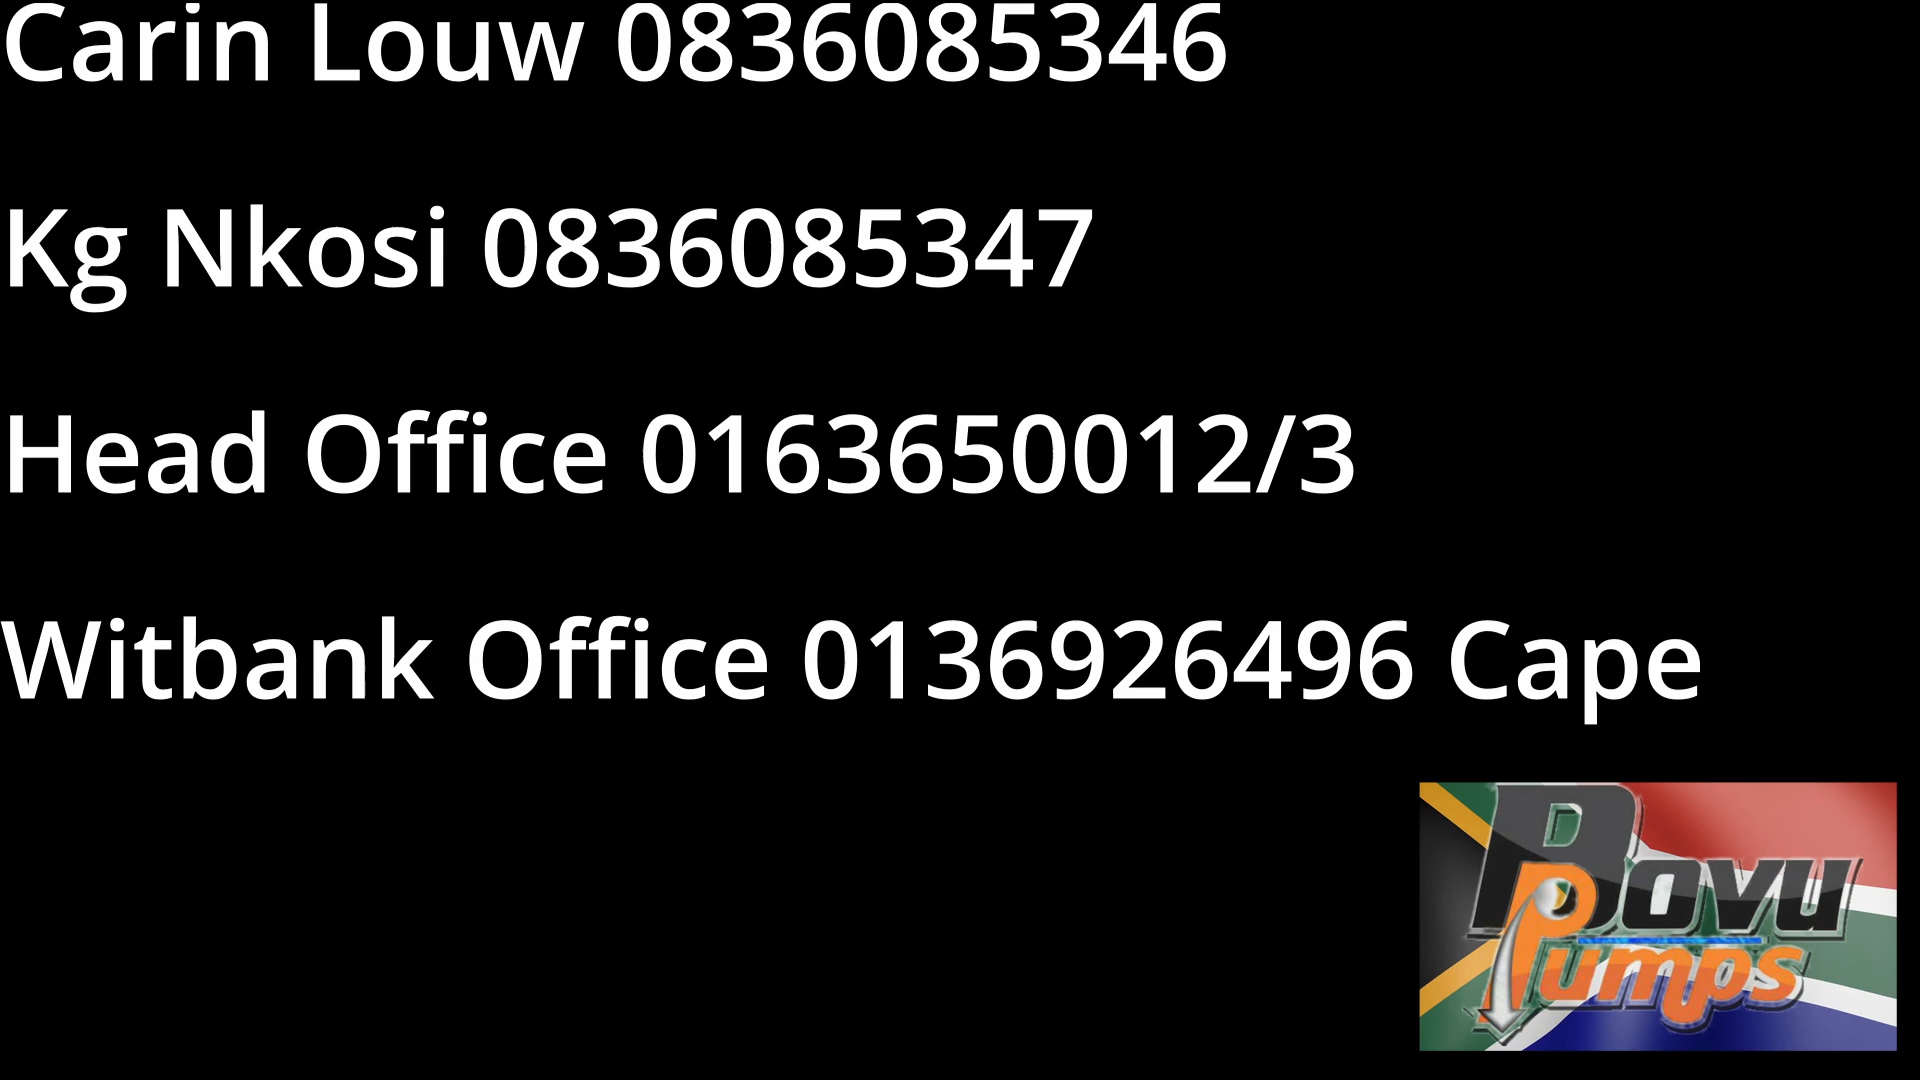 Carin Louw 0836085346
Kg Nkosi 0836085347
Head Office 0163650012/3
Witbank Office 0136926496 Cape
Bovu
Pumps